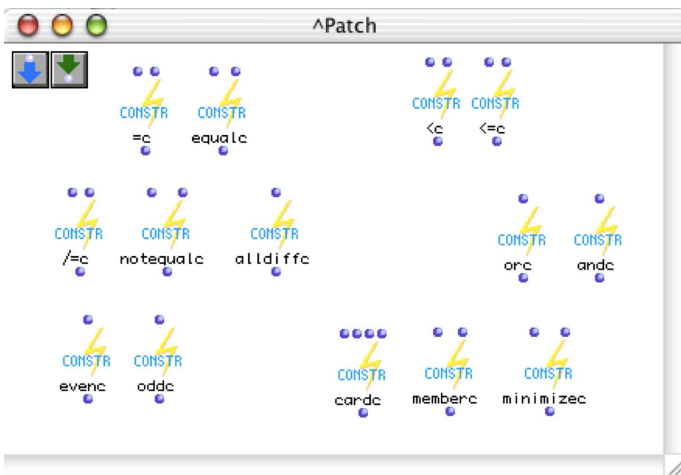 ^Patch
CONSTR CONSTR CONSTR CONSTR
=c equalc <c <=c
CONSTR CONSTR CONSTR CONSTR CONSTR
/=c notequalc alldiffc orc andc
CONSTR CONSTR CONSTR CONSTR CONSTR
evenc oddc cardc memberc minimizec